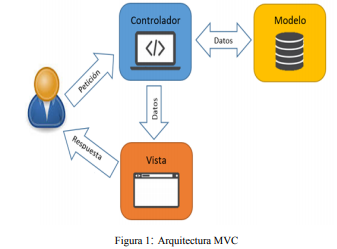 Controlador
Modelo
Datos
Petición
Datos
Respuesta
Vista
Figura 1: Arquitectura MVC